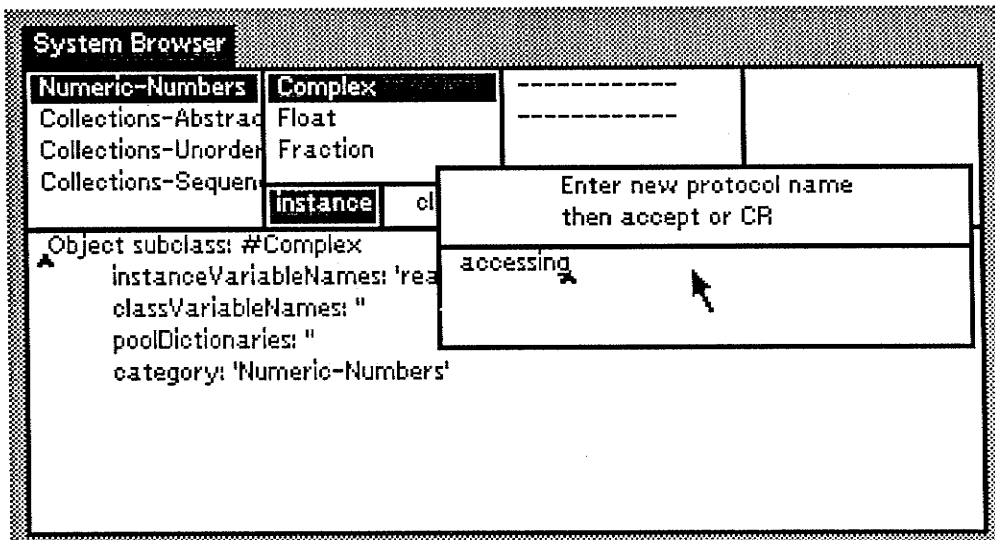 System Browser
Numeric-Numbers
Collections-Abstrac
Collections-Unorder
Collections-Sequen
Complex
Float
Fraction
instance cl
------------
------------
Enter new protocol name
then accept or CR
accessing
Object subclass: #Complex
instanceVariableNames: 'rea
classVariableNames: ''
poolDictionaries: ''
category: 'Numeric-Numbers'